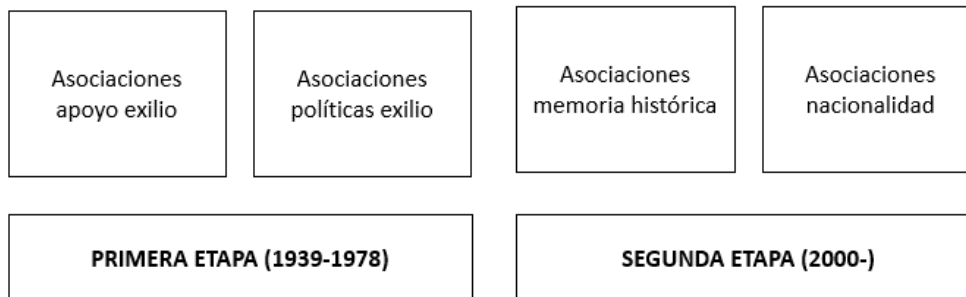 Asociaciones
apoyo exilio
Asociaciones
políticas exilio
Asociaciones
memoria histórica
Asociaciones
nacionalidad
PRIMERA ETAPA (1939-1978)
SEGUNDA ETAPA (2000-)